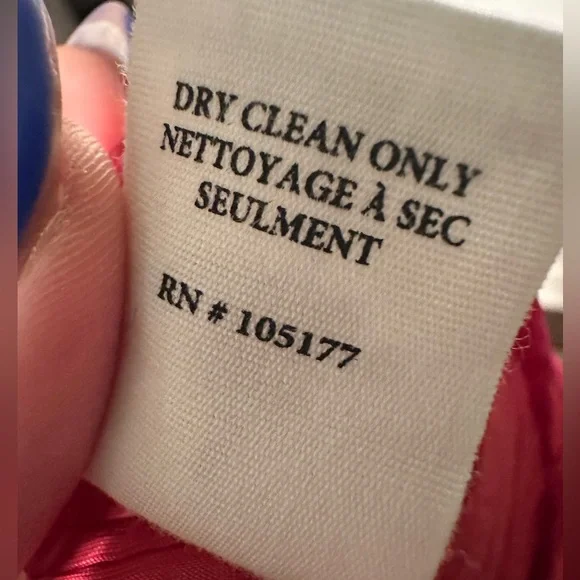 DRY CLEAN ONLY
NETTOYAGE À SEC
SEULMENT
RN # 105177